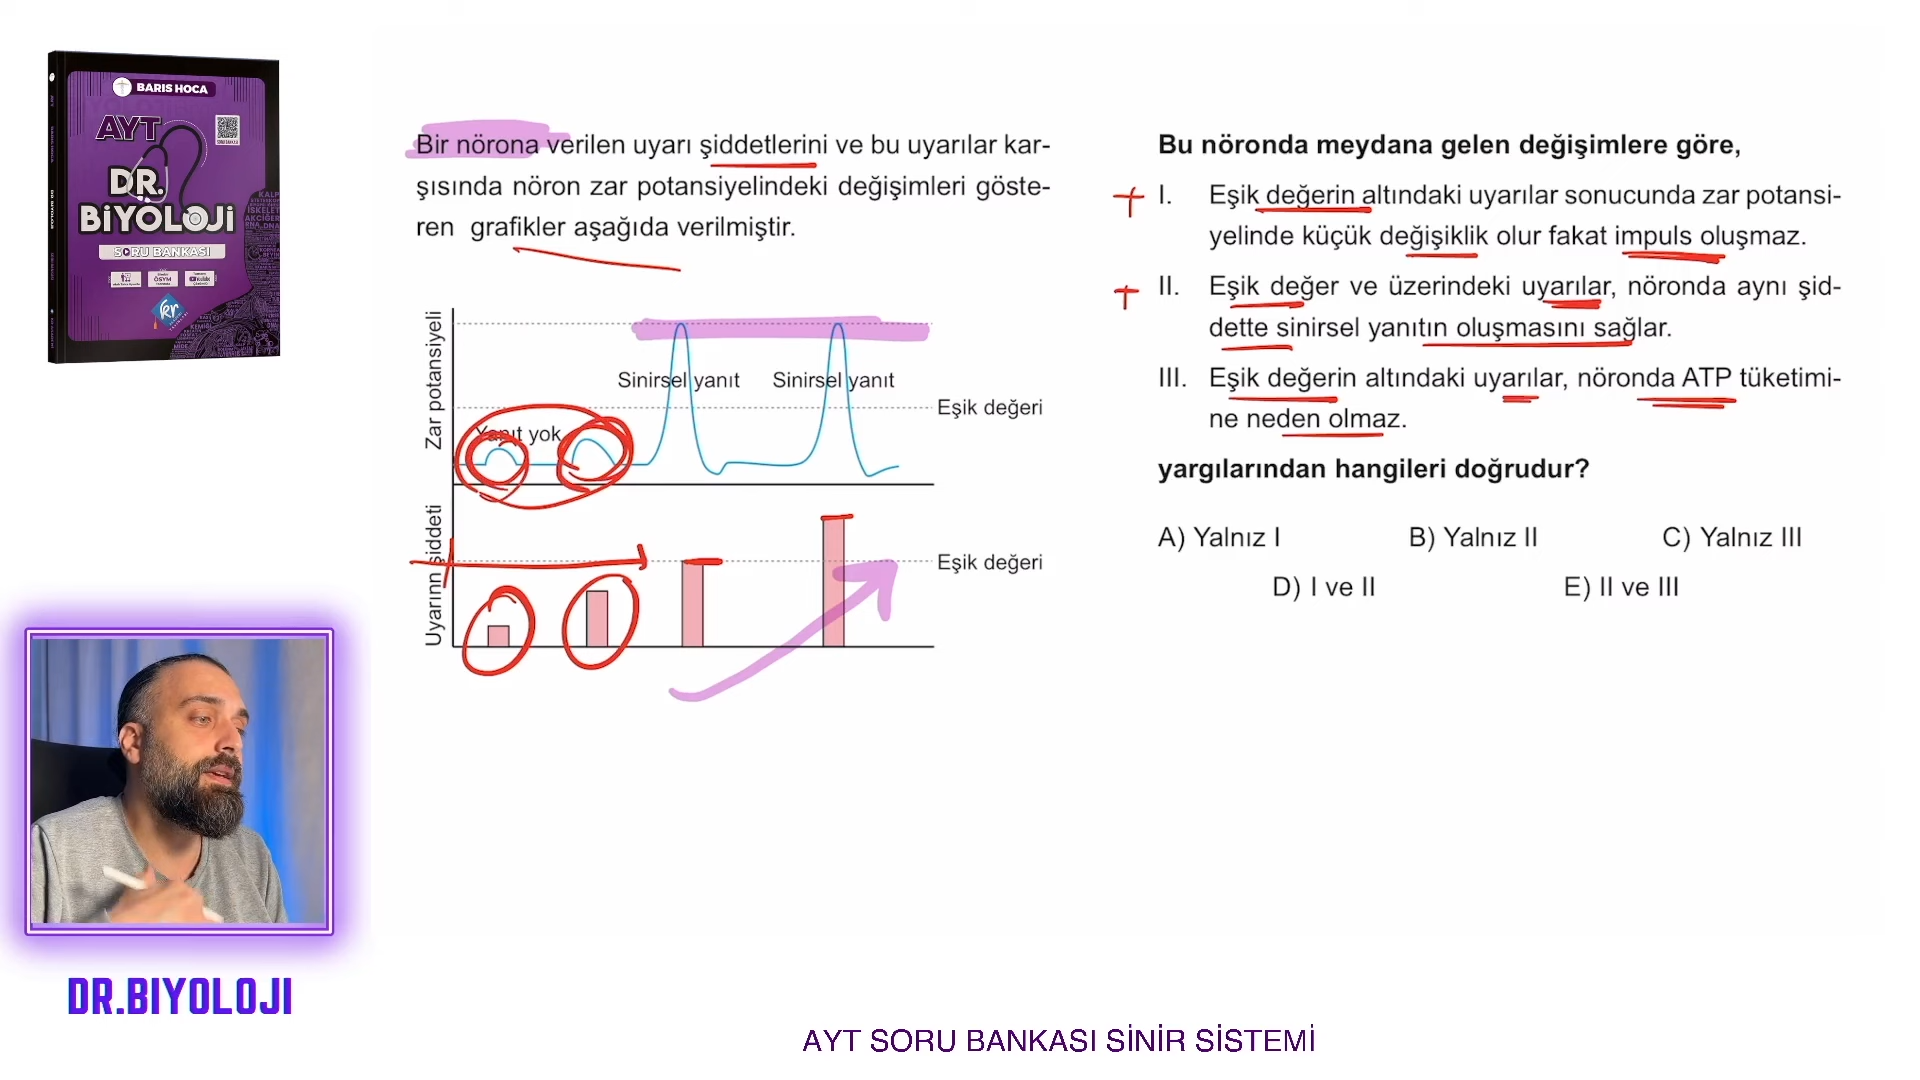 BARIS HOCA
AYT
DR.
BİYOLOJİ
SORU BANKASI
Bir nörona verilen uyarı şiddetlerini ve bu uyarılar kar-
şısında nöron zar potansiyelindeki değişimleri göste-
ren grafikler aşağıda verilmiştir.
Zar potansiyeli
Sinirsel yanıt
Sinirsel yanıt
Eşik değeri
Yanıt yok
Uyarının şiddeti
Eşik değeri
Bu nöronda meydana gelen değişimlere göre,
I. Eşik değerin altındaki uyarılar sonucunda zar potansi-
yelinde küçük değişiklik olur fakat impuls oluşmaz.
II. Eşik değer ve üzerindeki uyarılar, nöronda aynı şid-
dette sinirsel yanıtın oluşmasını sağlar.
III. Eşik değerin altındaki uyarılar, nöronda ATP tüketimi-
ne neden olmaz.
yargılarından hangileri doğrudur?
A) Yalnız I B) Yalnız II C) Yalnız III
D) I ve II E) II ve III
DR.BIYOLOJI
AYT SORU BANKASI SİNİR SİSTEMİ